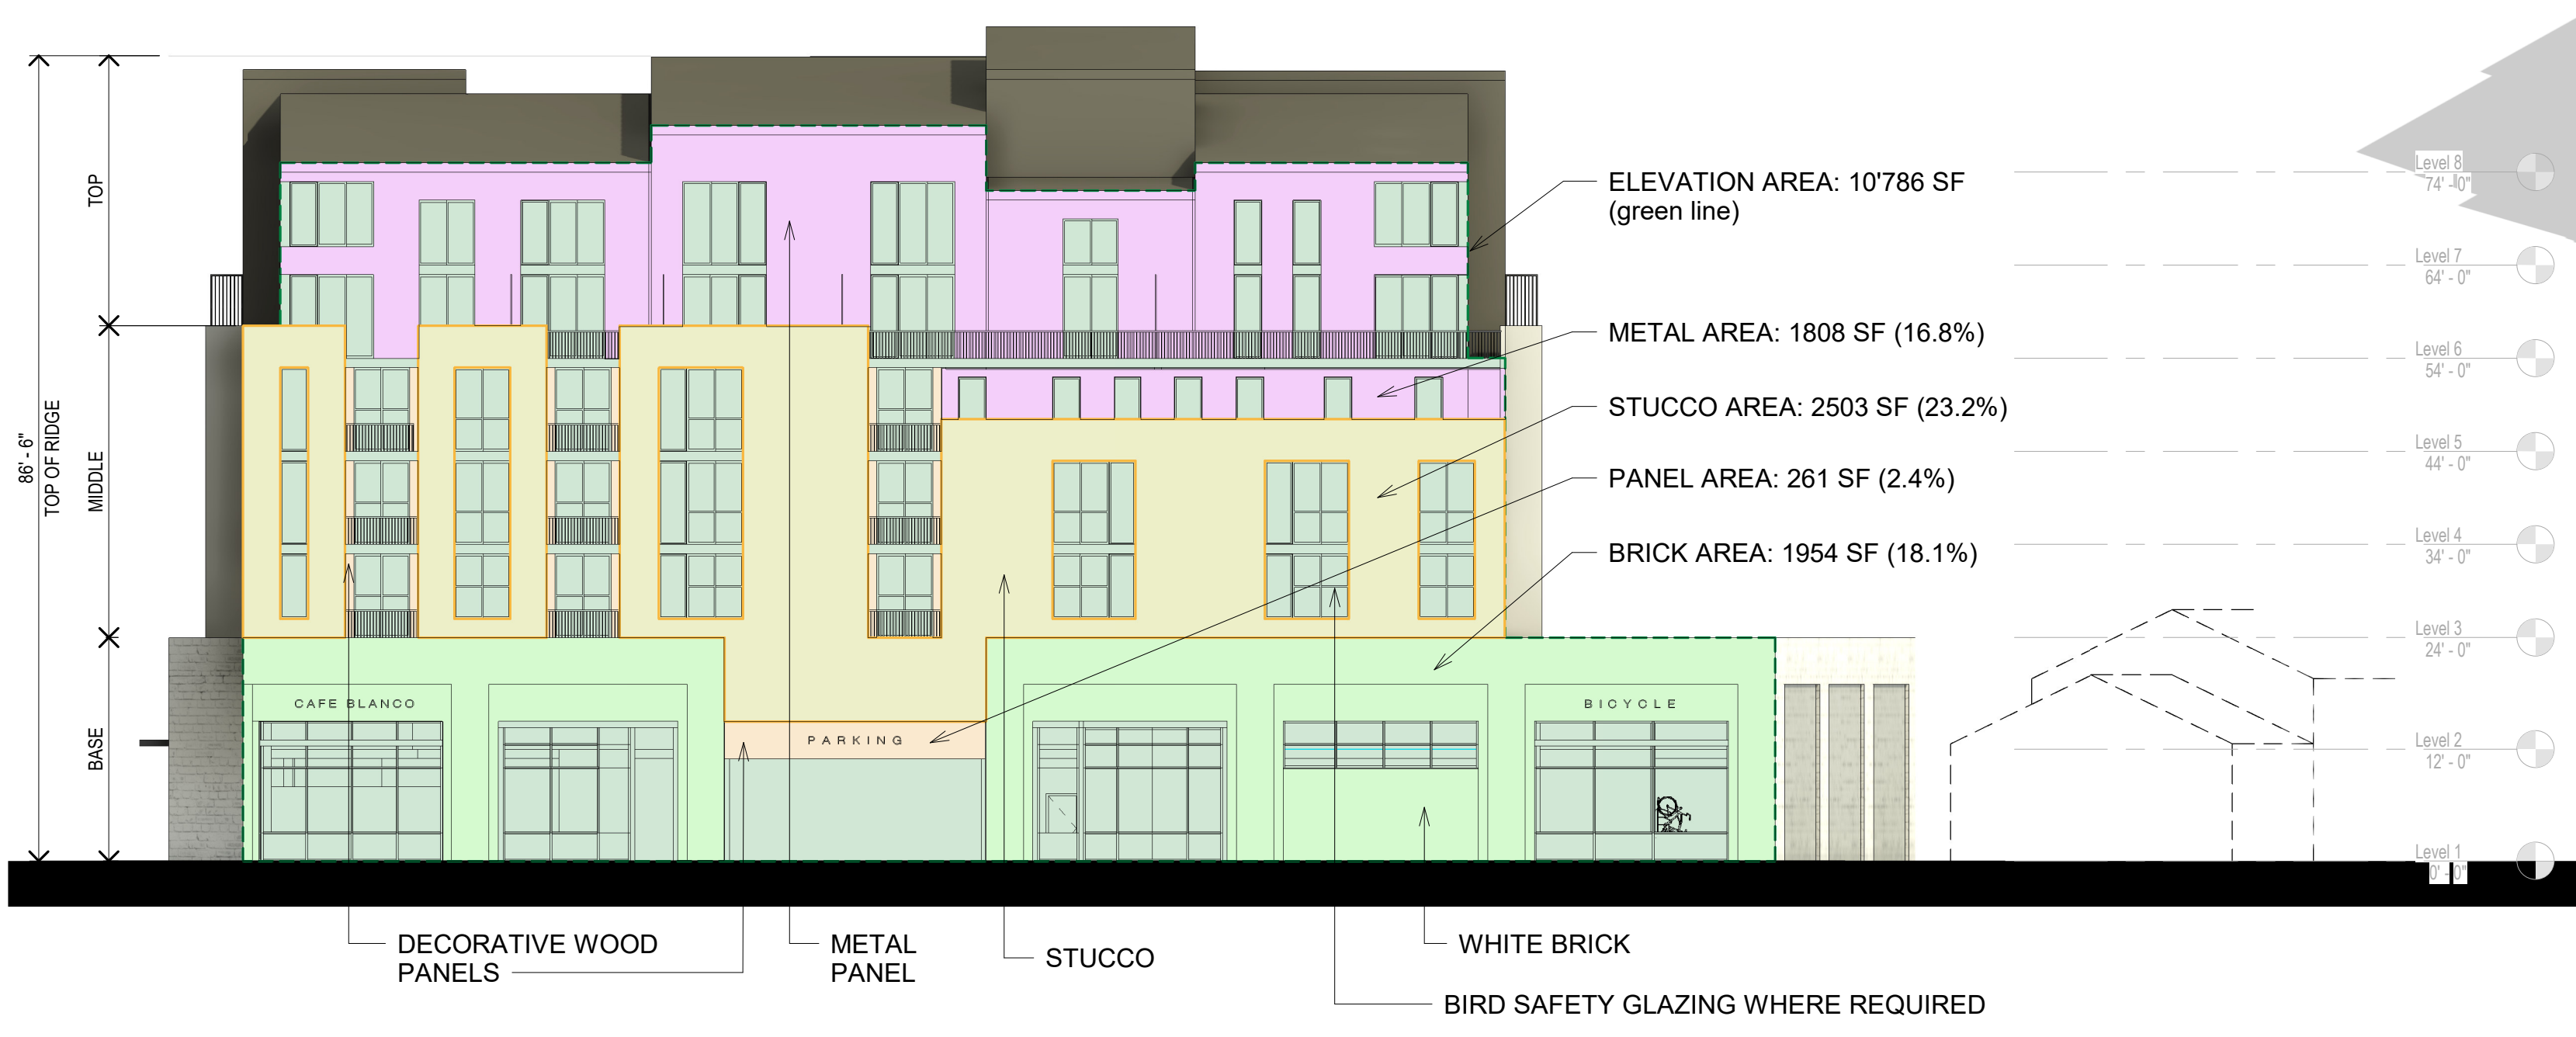 TOP
MIDDLE
BASE
86' - 6"
TOP OF RIDGE
ELEVATION AREA: 10'786 SF
(green line)
METAL AREA: 1808 SF (16.8%)
STUCCO AREA: 2503 SF (23.2%)
PANEL AREA: 261 SF (2.4%)
BRICK AREA: 1954 SF (18.1%)
Level 8
74' - 0"
Level 7
64' - 0"
Level 6
54' - 0"
Level 5
44' - 0"
Level 4
34' - 0"
Level 3
24' - 0"
Level 2
12' - 0"
Level 1
0' - 0"
CAFE BLANCO
PARKING
BICYCLE
DECORATIVE WOOD
PANELS
METAL
PANEL
STUCCO
WHITE BRICK
BIRD SAFETY GLAZING WHERE REQUIRED